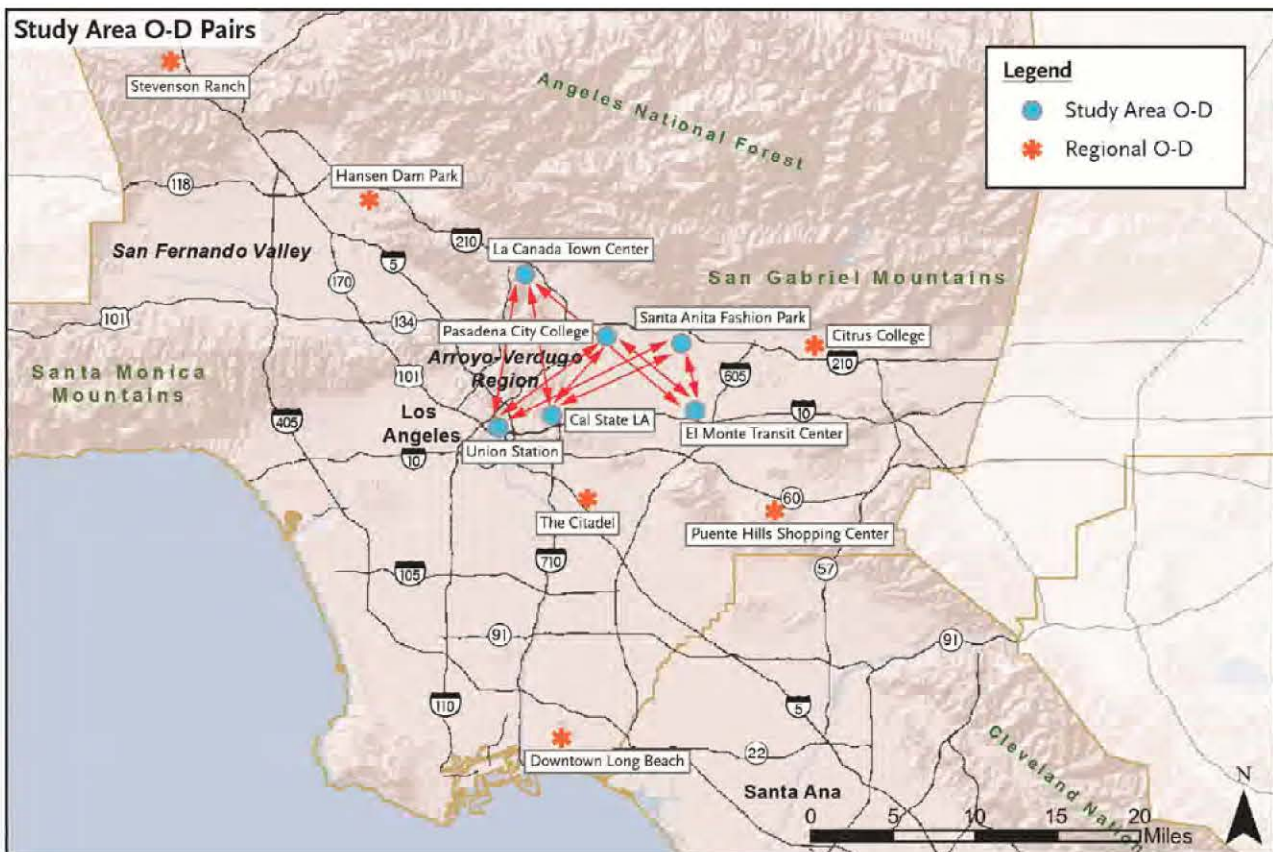 Study Area O-D Pairs
Stevenson Ranch
Angeles National
Forest
Legend
Study Area O-D
Regional O-D
118
Hansen Dam Park
San Fernando Valley
210
La Canada Town Center
5
170
San Gabriel Mountains
101
134
Pasadena City College
Santa Anita Fashion Park
Citrus College
210
Arroyo-Verdugo
Region
Santa Monica
Mountains
101
605
405
Los
Angeles
Cal State LA
10
El Monte Transit Center
Union Station
10
60
The Citadel
Puente Hills Shopping Center
710
105
57
91
91
110
5
Downtown Long Beach
22
Cleveland Nation
Santa Ana
N
0 5 10 15 20
Miles